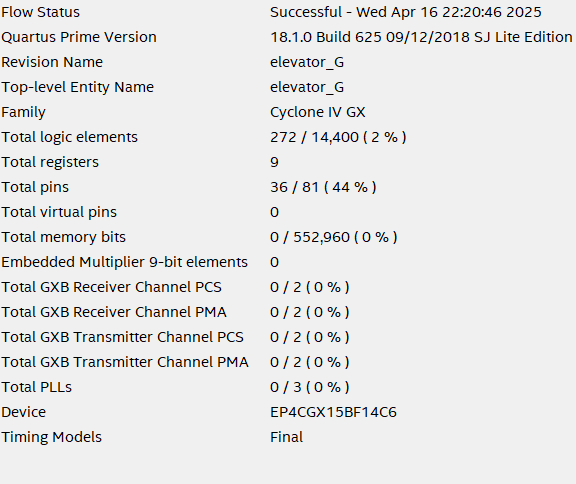 Flow Status Successful - Wed Apr 16 22:20:46 2025
Quartus Prime Version 18.1.0 Build 625 09/12/2018 SJ Lite Edition
Revision Name elevator_G
Top-level Entity Name elevator_G
Family Cyclone IV GX
Total logic elements 272 / 14,400 ( 2 % )
Total registers 9
Total pins 36 / 81 ( 44 % )
Total virtual pins 0
Total memory bits 0 / 552,960 ( 0 % )
Embedded Multiplier 9-bit elements 0
Total GXB Receiver Channel PCS 0 / 2 ( 0 % )
Total GXB Receiver Channel PMA 0 / 2 ( 0 % )
Total GXB Transmitter Channel PCS 0 / 2 ( 0 % )
Total GXB Transmitter Channel PMA 0 / 2 ( 0 % )
Total PLLs 0 / 3 ( 0 % )
Device EP4CGX15BF14C6
Timing Models Final